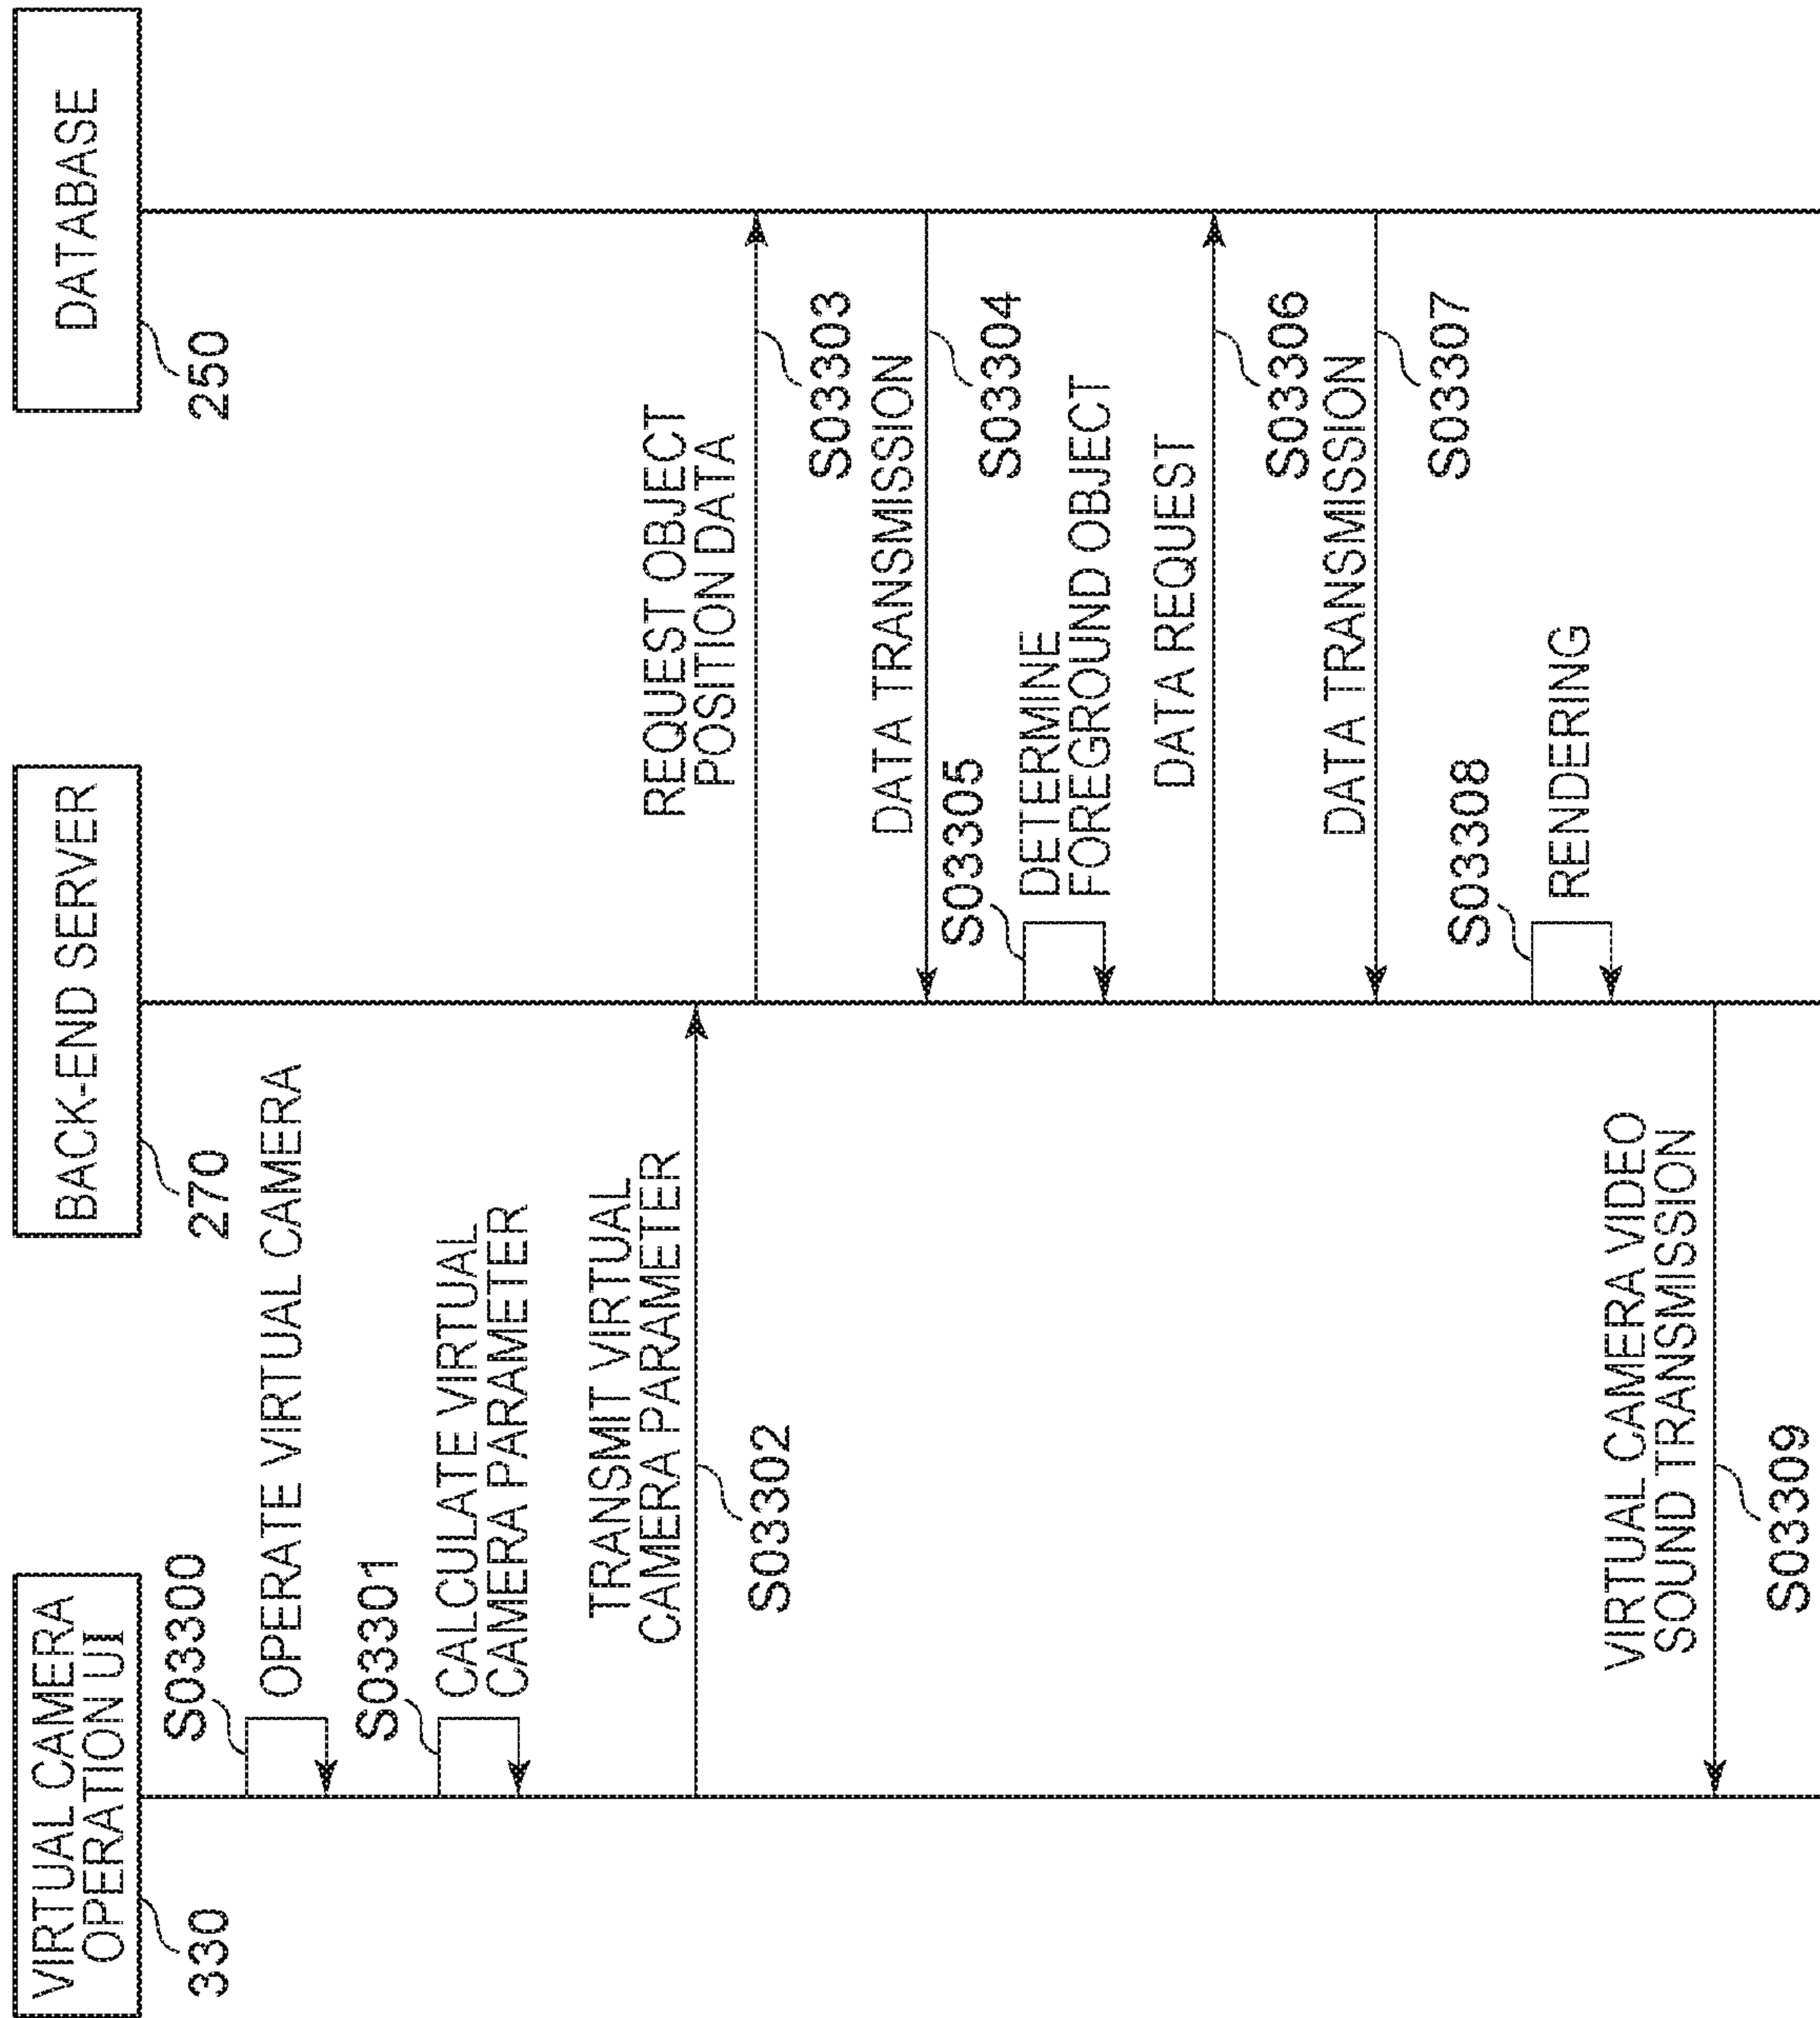 VIRTUAL CAMERA
OPERATION UI
330
BACK-END SERVER
270
DATABASE
250
S03300
OPERATE VIRTUAL CAMERA
S03301
CALCULATE VIRTUAL
CAMERA PARAMETER
TRANSMIT VIRTUAL
CAMERA PARAMETER
S03302
REQUEST OBJECT
POSITION DATA
S03303
DATA TRANSMISSION
S03304
S03305
DETERMINE
FOREGROUND OBJECT
DATA REQUEST
S03306
DATA TRANSMISSION
S03307
S03308
RENDERING
VIRTUAL CAMERA VIDEO
SOUND TRANSMISSION
S03309